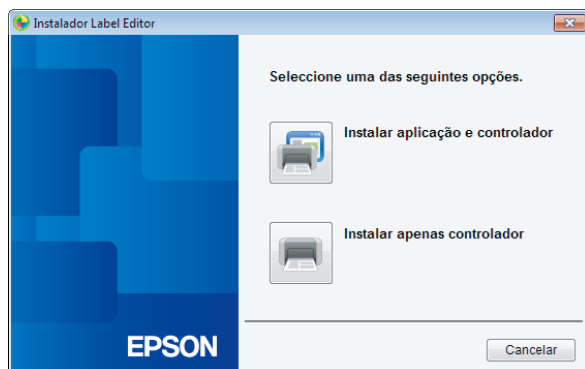 Instalador Label Editor
Seleccione uma das seguintes opções.
Instalar aplicação e controlador
Instalar apenas controlador
EPSON
Cancelar